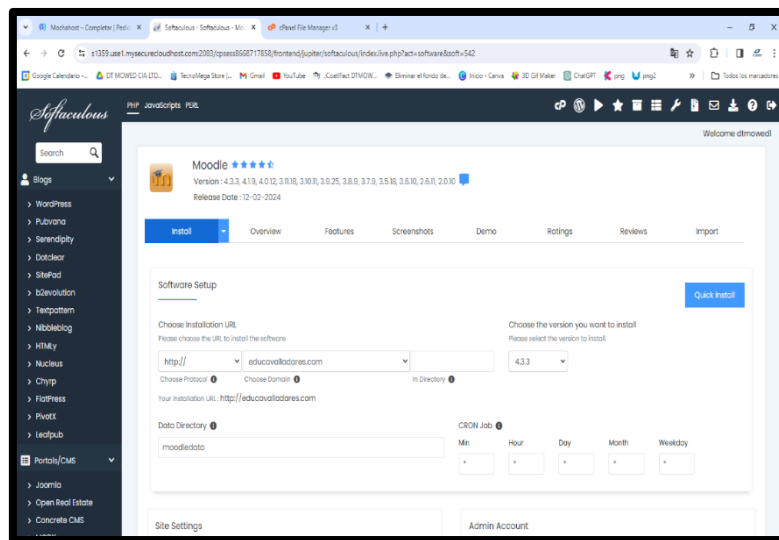 Mochahost – Completar | Pedid
Softaculous - Softaculous - Mo
cPanel File Manager v3
s1359.use1.mysecurecloudhost.com:2083/cpsess8668717858/frontend/jupiter/softaculous/index.live.php?act=software&soft=542
Google Calendario -...
DT MOWED CIA LTD...
TecnoMega Store |...
Gmail
YouTube
.:Costifact DTMOW...
Eliminar el fondo de...
Inicio - Canva
3D Gif Maker
ChatGPT
png
png2
Todos los marcadores
Softaculous
PHP JavaScripts PERL
Welcome dtmowed1
Search
Blogs
WordPress
Pubvana
Serendipity
Dotclear
SitePad
b2evolution
Textpattern
Nibbleblog
HTMLy
Nucleus
Chyrp
FlatPress
PivotX
Leafpub
Portals/CMS
Joomla
Open Real Estate
Concrete CMS
Moodle
Version : 4.3.3, 4.1.9, 4.0.12, 3.11.18, 3.10.11, 3.9.25, 3.8.9, 3.7.9, 3.5.18, 3.6.10, 2.6.11, 2.0.10
Release Date : 12-02-2024
Install
Overview
Features
Screenshots
Demo
Ratings
Reviews
Import
Software Setup
Quick Install
Choose Installation URL
Please choose the URL to install the software
http://
educavalladares.com
Choose Protocol
Choose Domain
In Directory
Your Installation URL : http://educavalladares.com
Choose the version you want to install
Please select the version to install.
4.3.3
Data Directory
moodledata
CRON Job
Min Hour Day Month Weekday
* * * * *
Site Settings
Admin Account